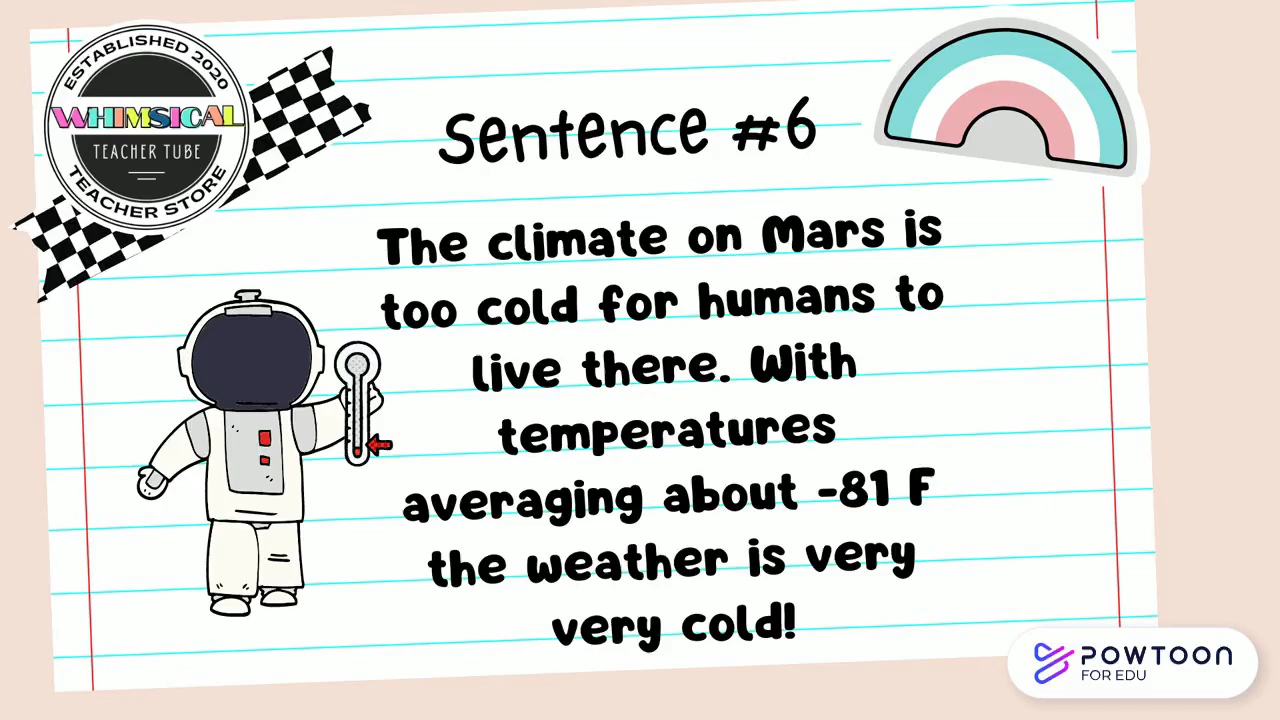 ESTABLISHED 2020
WHIMSICAL
TEACHER TUBE
TEACHER STORE
Sentence #6
The climate on Mars is
too cold for humans to
live there. With
temperatures
averaging about -81 F
the weather is very
very cold!
POWTOON
FOR EDU